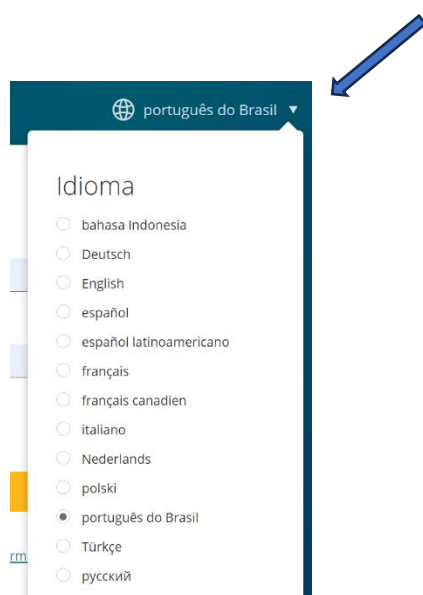 português do Brasil
Idioma
bahasa Indonesia
Deutsch
English
español
español latinoamericano
français
français canadien
italiano
Nederlands
polski
português do Brasil
Türkçe
rm
русский